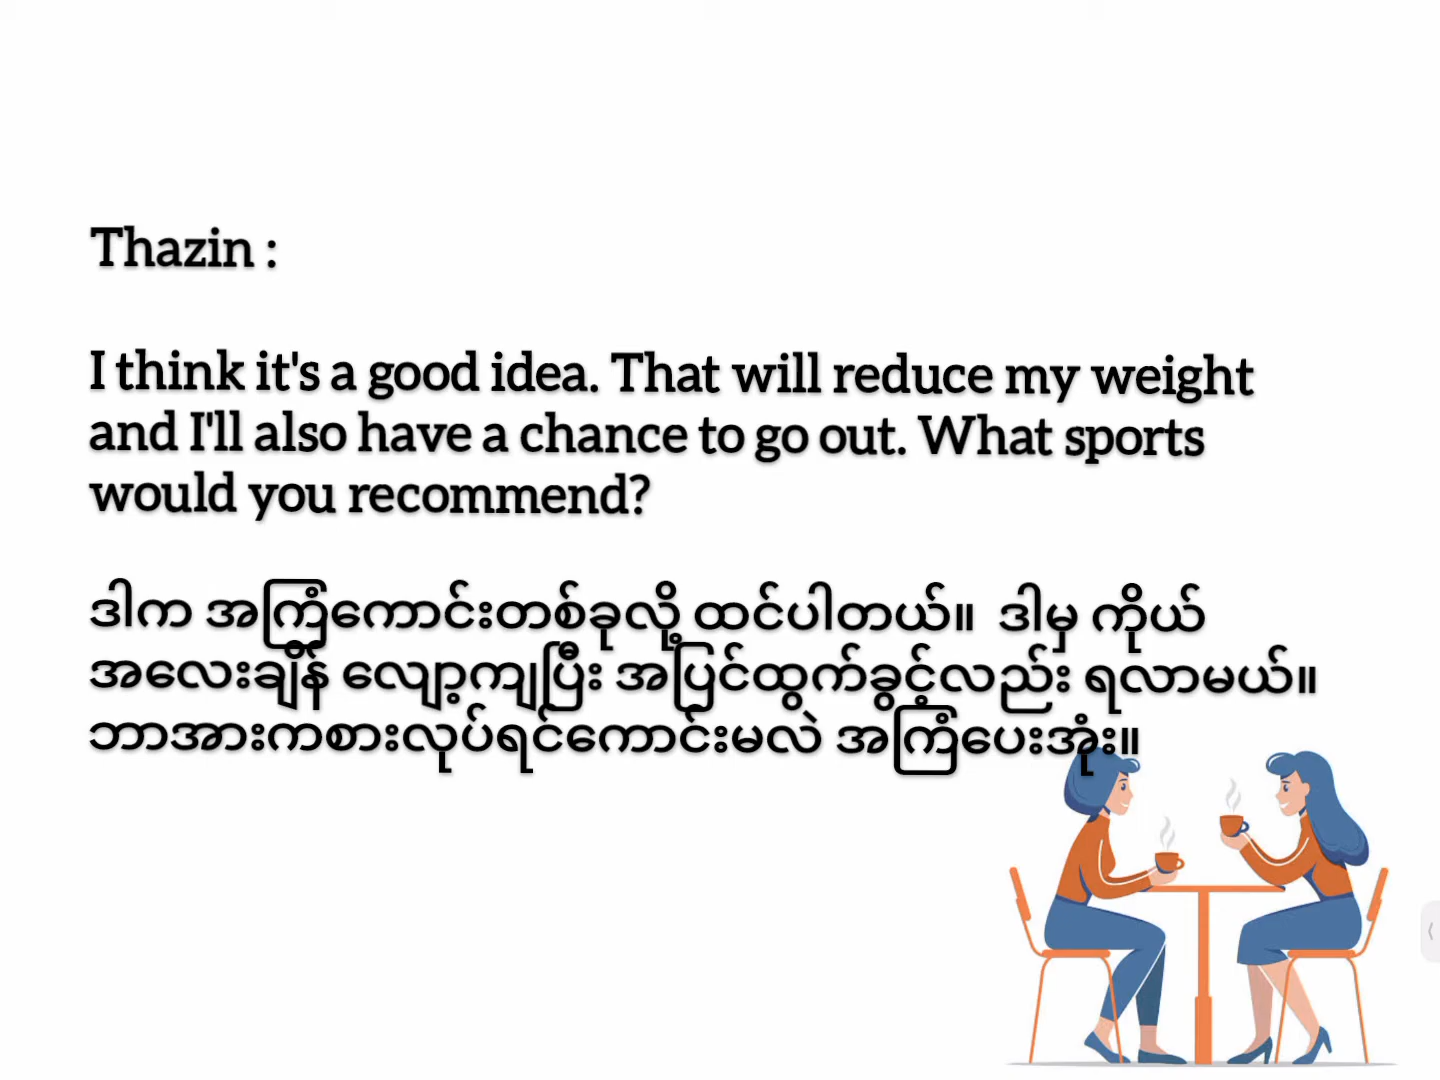 Thazin :
I think it's a good idea. That will reduce my weight
and I'll also have a chance to go out. What sports
would you recommend?
ဒါက အကြံကောင်းတစ်ခုလို့ ထင်ပါတယ်။ ဒါမှ ကိုယ်
အလေးချိန် လျော့ကျပြီး အပြင်ထွက်ခွင့်လည်း ရလာမယ်။
ဘာအားကစားလုပ်ရင်ကောင်းမလဲ အကြံပေးအုံး။